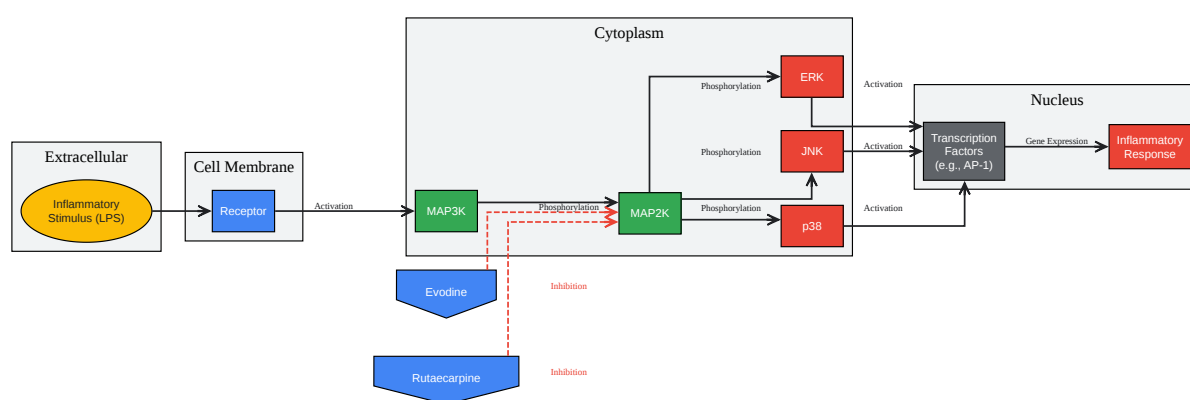 Extracellular
Inflammatory
Stimulus (LPS)
Cell Membrane
Receptor
Activation
Cytoplasm
MAP3K
Phosphorylation
MAP2K
Phosphorylation
ERK
Phosphorylation
JNK
Phosphorylation
p38
Activation
Activation
Activation
Nucleus
Transcription
Factors
(e.g., AP-1)
Gene Expression
Inflammatory
Response
Evodine
Inhibition
Rutaecarpine
Inhibition